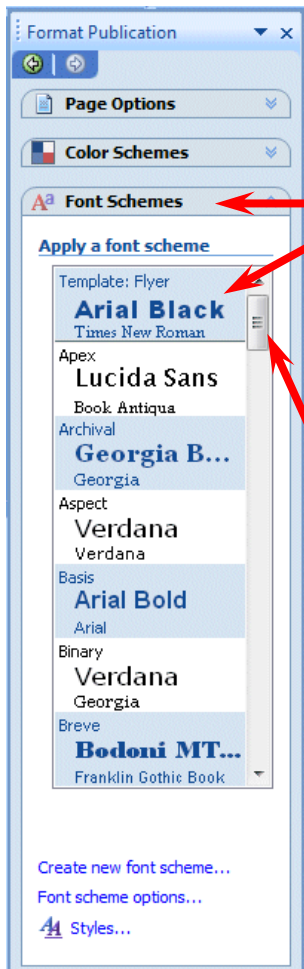 Format Publication
Page Options
Color Schemes
Font Schemes
Apply a font scheme
Template: Flyer
Arial Black
Times New Roman
Apex
Lucida Sans
Book Antiqua
Archival
Georgia B...
Georgia
Aspect
Verdana
Verdana
Basis
Arial Bold
Arial
Binary
Verdana
Georgia
Breve
Bodoni MT...
Franklin Gothic Book
Create new font scheme...
Font scheme options...
Styles...